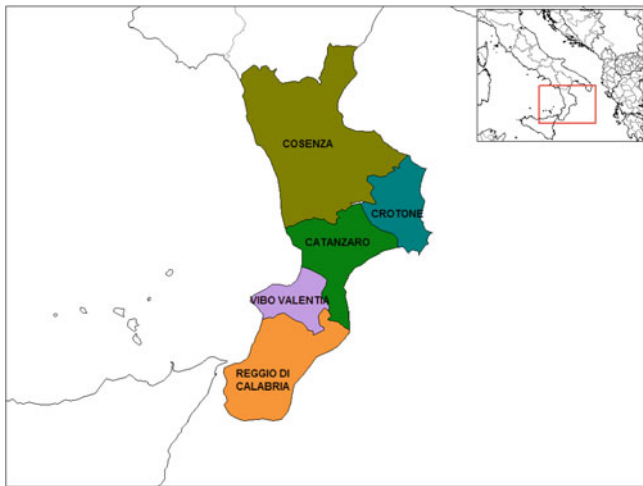 COSENZA
CROTONE
CATANZARO
VIBO VALENTIA
REGGIO DI
CALABRIA